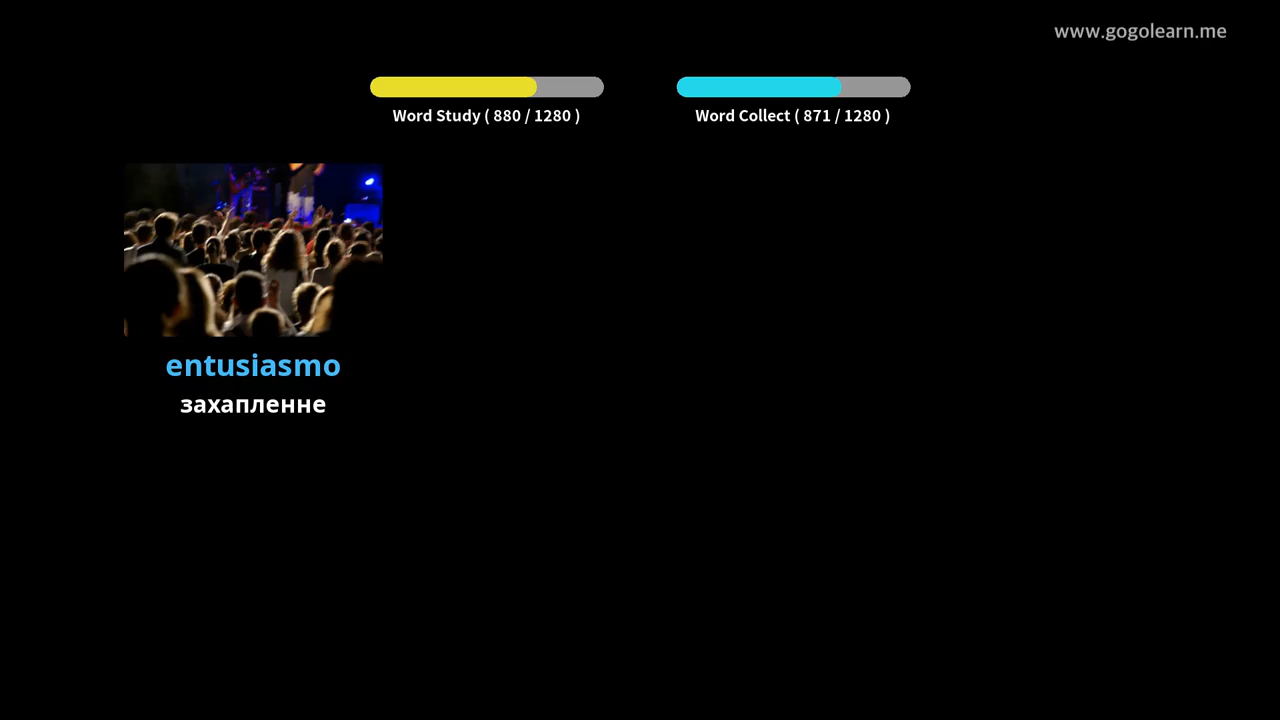 www.gogolearn.me
Word Study ( 880 / 1280 )
Word Collect ( 871 / 1280 )
entusiasmo
захапленне